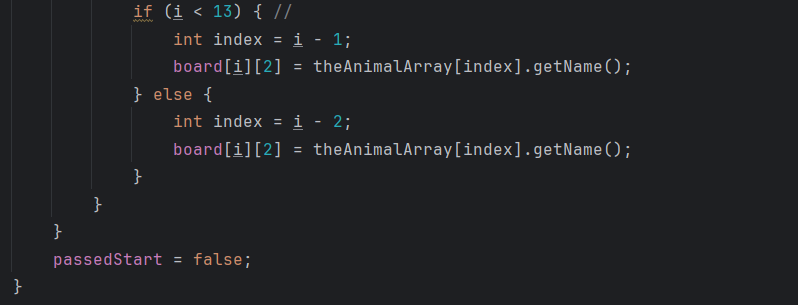 if (i < 13) { //
int index = i - 1;
board[i][2] = theAnimalArray[index].getName();
} else {
int index = i - 2;
board[i][2] = theAnimalArray[index].getName();
}
}
}
passedStart = false;
}